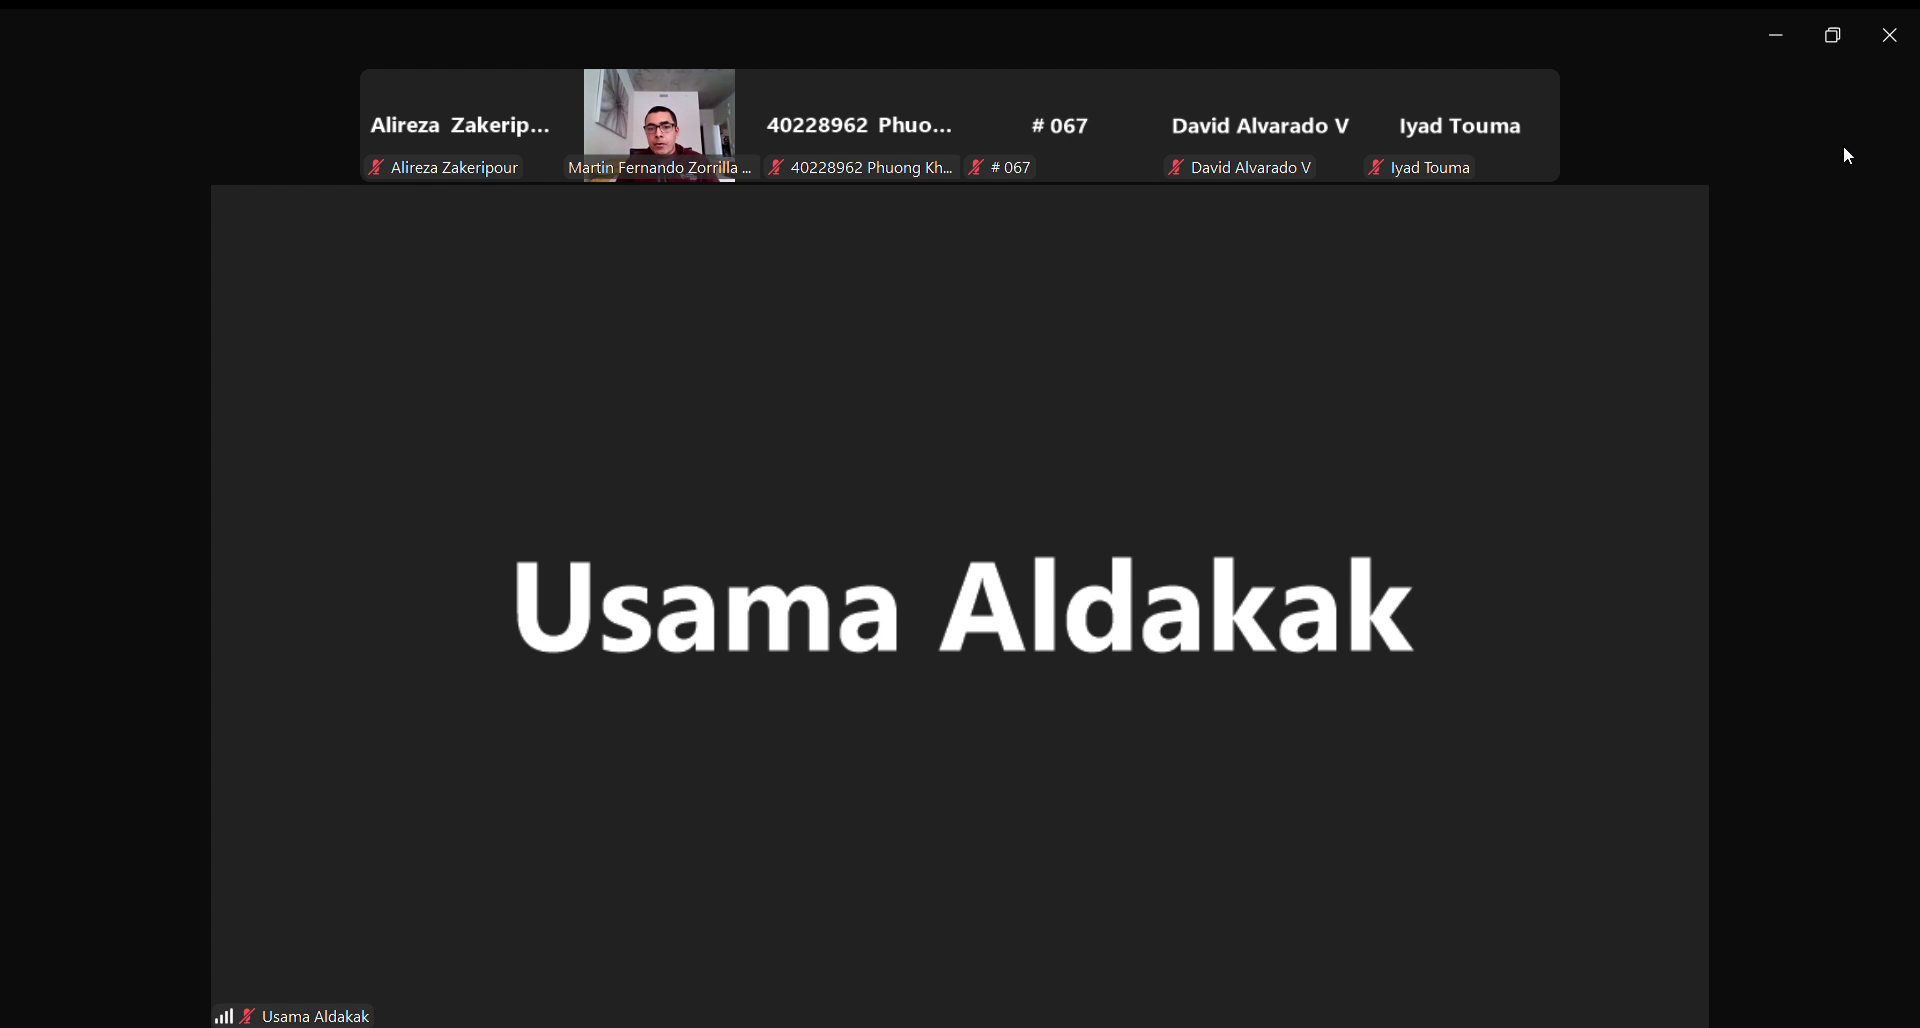 Alireza Zakerip...
Alireza Zakeripour
Martin Fernando Zorrilla ...
40228962 Phuo...
40228962 Phuong Kh...
# 067
# 067
David Alvarado V
David Alvarado V
Iyad Touma
Iyad Touma
Usama Aldakak
Usama Aldakak